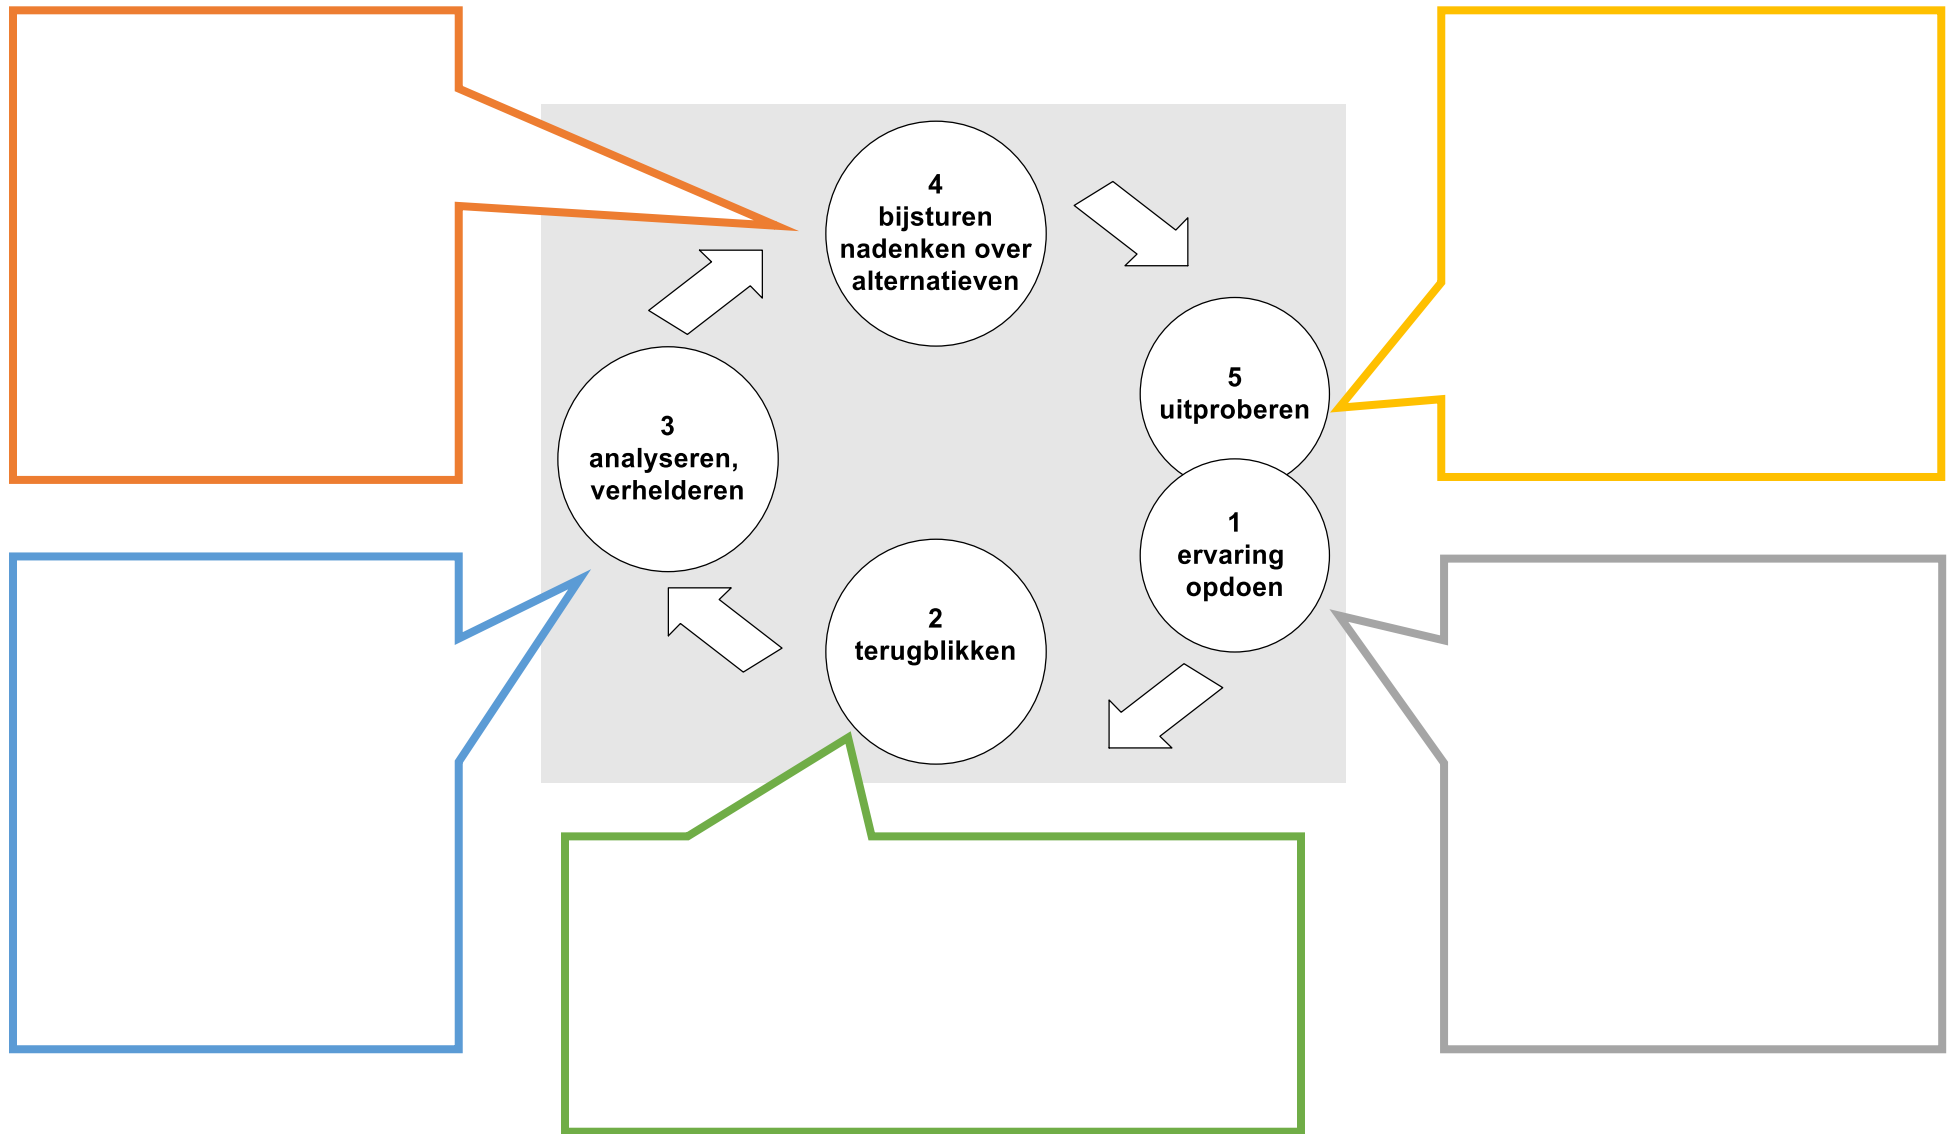 4
bijsturen
nadenken over
alternatieven
5
uitproberen
3
analyseren,
verhelderen
1
ervaring
opdoen
2
terugblikken